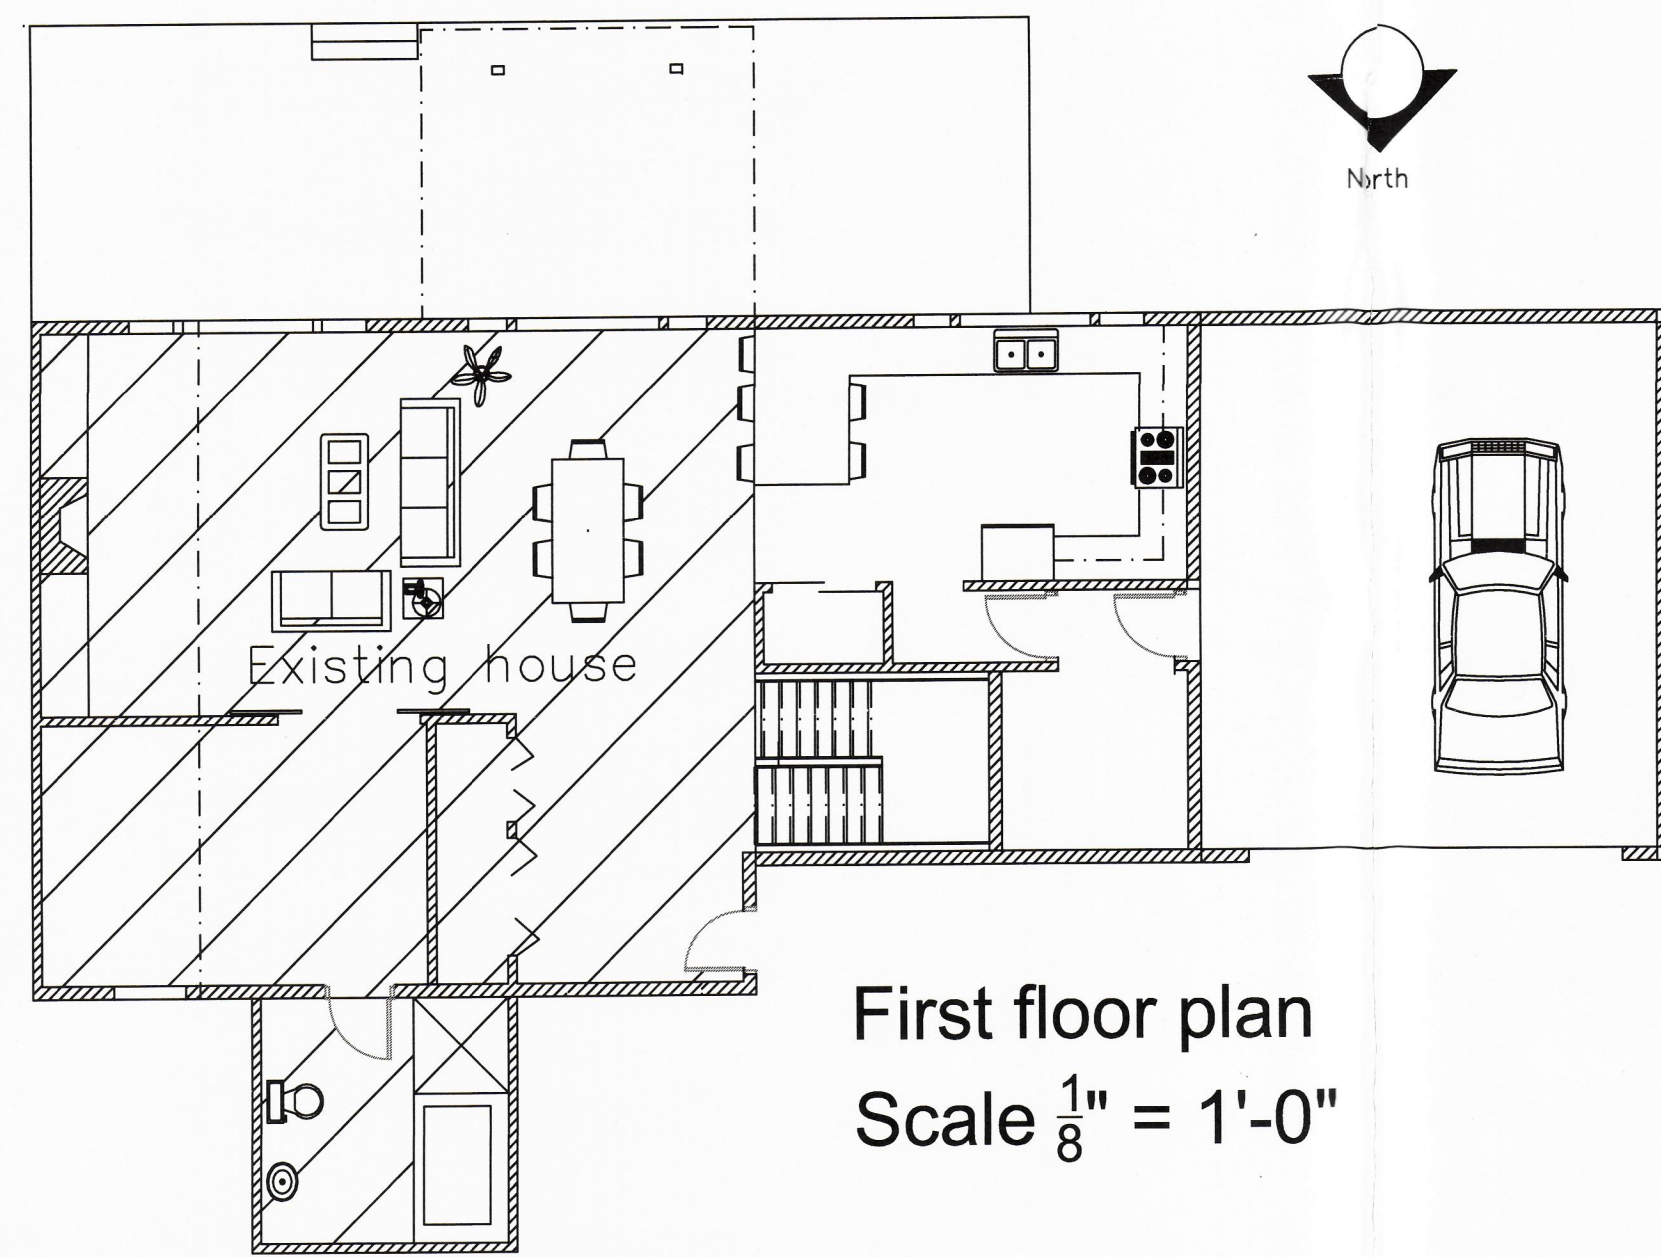 North
Existing house
First floor plan
Scale 1/8" = 1'-0"